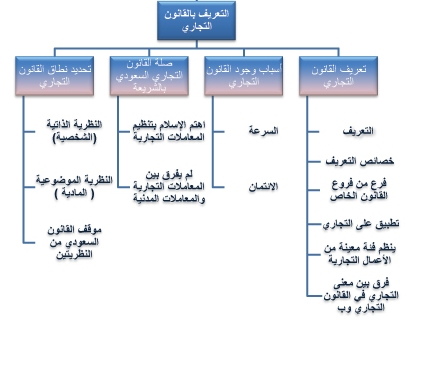 التعريف بالقانون
التجاري
تعريف القانون
التجاري
التعريف
خصائص التعريف
فرع من فروع
القانون الخاص
تطبيق على التجاري
ينظم فئة معينة من
الأعمال التجارية
فرق بين معنى
التجاري في القانون
التجاري وب
أسباب وجود القانون
التجاري
السرعة
الائتمان
صلة القانون
التجاري السعودي
بالشريعة
اهتم الإسلام بتنظيم
المعاملات التجارية
لم يفرق بين
المعاملات التجارية
والمعاملات المدنية
تحديد نطاق القانون
التجاري
النظرية الذاتية
(الشخصية)
النظرية الموضوعية
( المادية )
موقف القانون
السعودي من
النظريتين